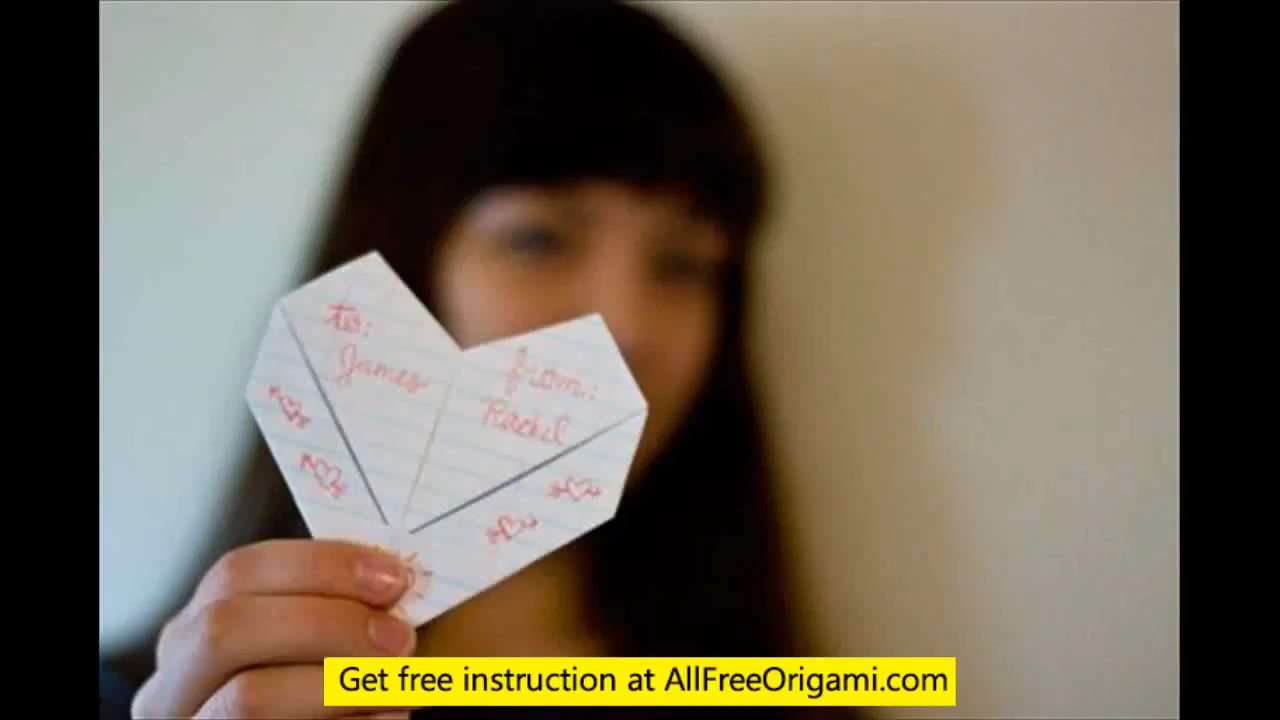 to:
James
from:
Rachel
Get free instruction at AllFreeOrigami.com